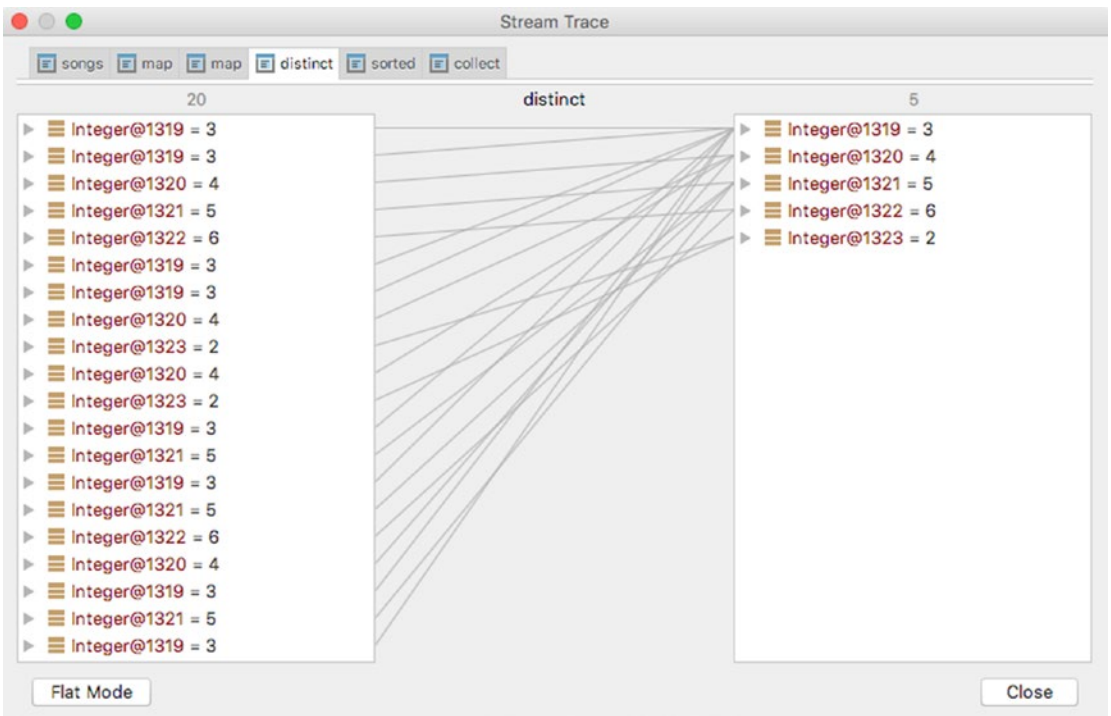 Stream Trace
songs map map distinct sorted collect
20 distinct 5
Integer@1319 = 3
Integer@1319 = 3
Integer@1320 = 4
Integer@1321 = 5
Integer@1322 = 6
Integer@1319 = 3
Integer@1319 = 3
Integer@1320 = 4
Integer@1323 = 2
Integer@1320 = 4
Integer@1323 = 2
Integer@1319 = 3
Integer@1321 = 5
Integer@1319 = 3
Integer@1321 = 5
Integer@1322 = 6
Integer@1320 = 4
Integer@1319 = 3
Integer@1321 = 5
Integer@1319 = 3
Integer@1319 = 3
Integer@1320 = 4
Integer@1321 = 5
Integer@1322 = 6
Integer@1323 = 2
Flat Mode
Close